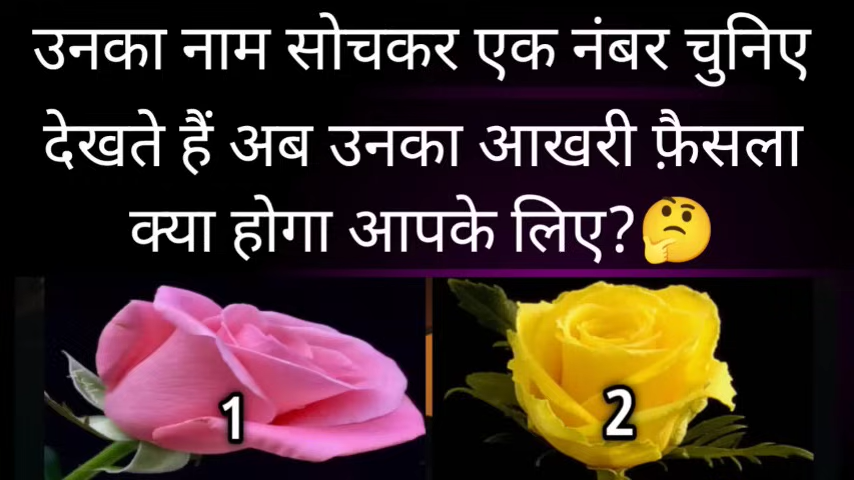 उनका नाम सोचकर एक नंबर चुनिए
देखते हैं अब उनका आखरी फ़ैसला
क्या होगा आपके लिए?🤔
1
2